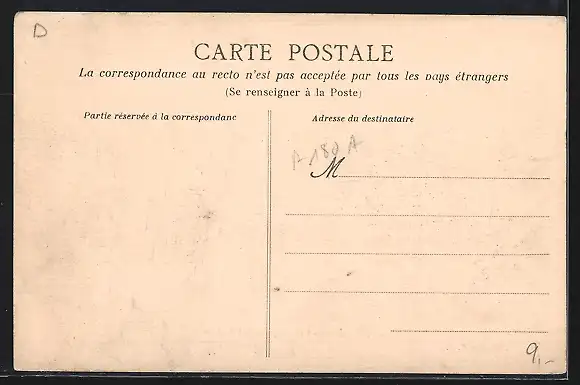 D
CARTE POSTALE
La correspondance au recto n'est pas acceptée par tous les pays étrangers
(Se renseigner à la Poste)
Partie réservée à la correspondanc
Adresse du destinataire
A 180 A
M
9,-